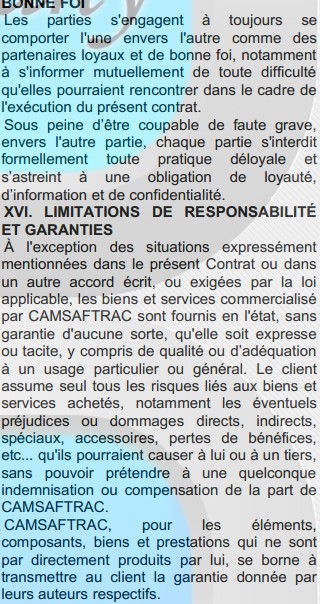 BONNE FOI
Les parties s'engagent à toujours se
comporter l'une envers l'autre comme des
partenaires loyaux et de bonne foi, notamment
à s'informer mutuellement de toute difficulté
qu'elles pourraient rencontrer dans le cadre de
l'exécution du présent contrat.
Sous peine d'être coupable de faute grave,
envers l'autre partie, chaque partie s'interdit
formellement toute pratique déloyale et
s'astreint à une obligation de loyauté,
d'information et de confidentialité.
XVI. LIMITATIONS DE RESPONSABILITÉ
ET GARANTIES
À l'exception des situations expressément
mentionnées dans le présent Contrat ou dans
un autre accord écrit, ou exigées par la loi
applicable, les biens et services commercialisé
par CAMSAFTRAC sont fournis en l'état, sans
garantie d'aucune sorte, qu'elle soit expresse
ou tacite, y compris de qualité ou d'adéquation
à un usage particulier ou général. Le client
assume seul tous les risques liés aux biens et
services achetés, notamment les éventuels
préjudices ou dommages directs, indirects,
spéciaux, accessoires, pertes de bénéfices,
etc... qu'ils pourraient causer à lui ou à un tiers,
sans pouvoir prétendre à une quelconque
indemnisation ou compensation de la part de
CAMSAFTRAC.
CAMSAFTRAC, pour les éléments,
composants, biens et prestations qui ne sont
par directement produits par lui, se borne à
transmettre au client la garantie donnée par
leurs auteurs respectifs.